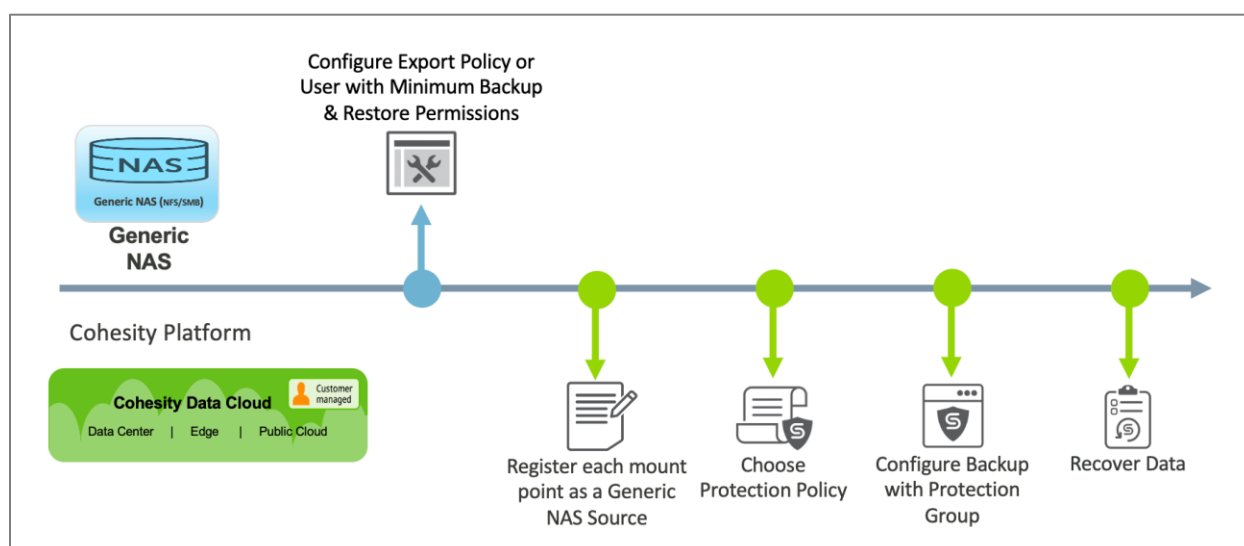 Configure Export Policy or
User with Minimum Backup
& Restore Permissions
NAS
Generic NAS (NFS/SMB)
Generic
NAS
Cohesity Platform
Customer
managed
Cohesity Data Cloud
Data Center | Edge | Public Cloud
Register each mount
point as a Generic
NAS Source
Choose
Protection Policy
Configure Backup
with Protection
Group
Recover Data